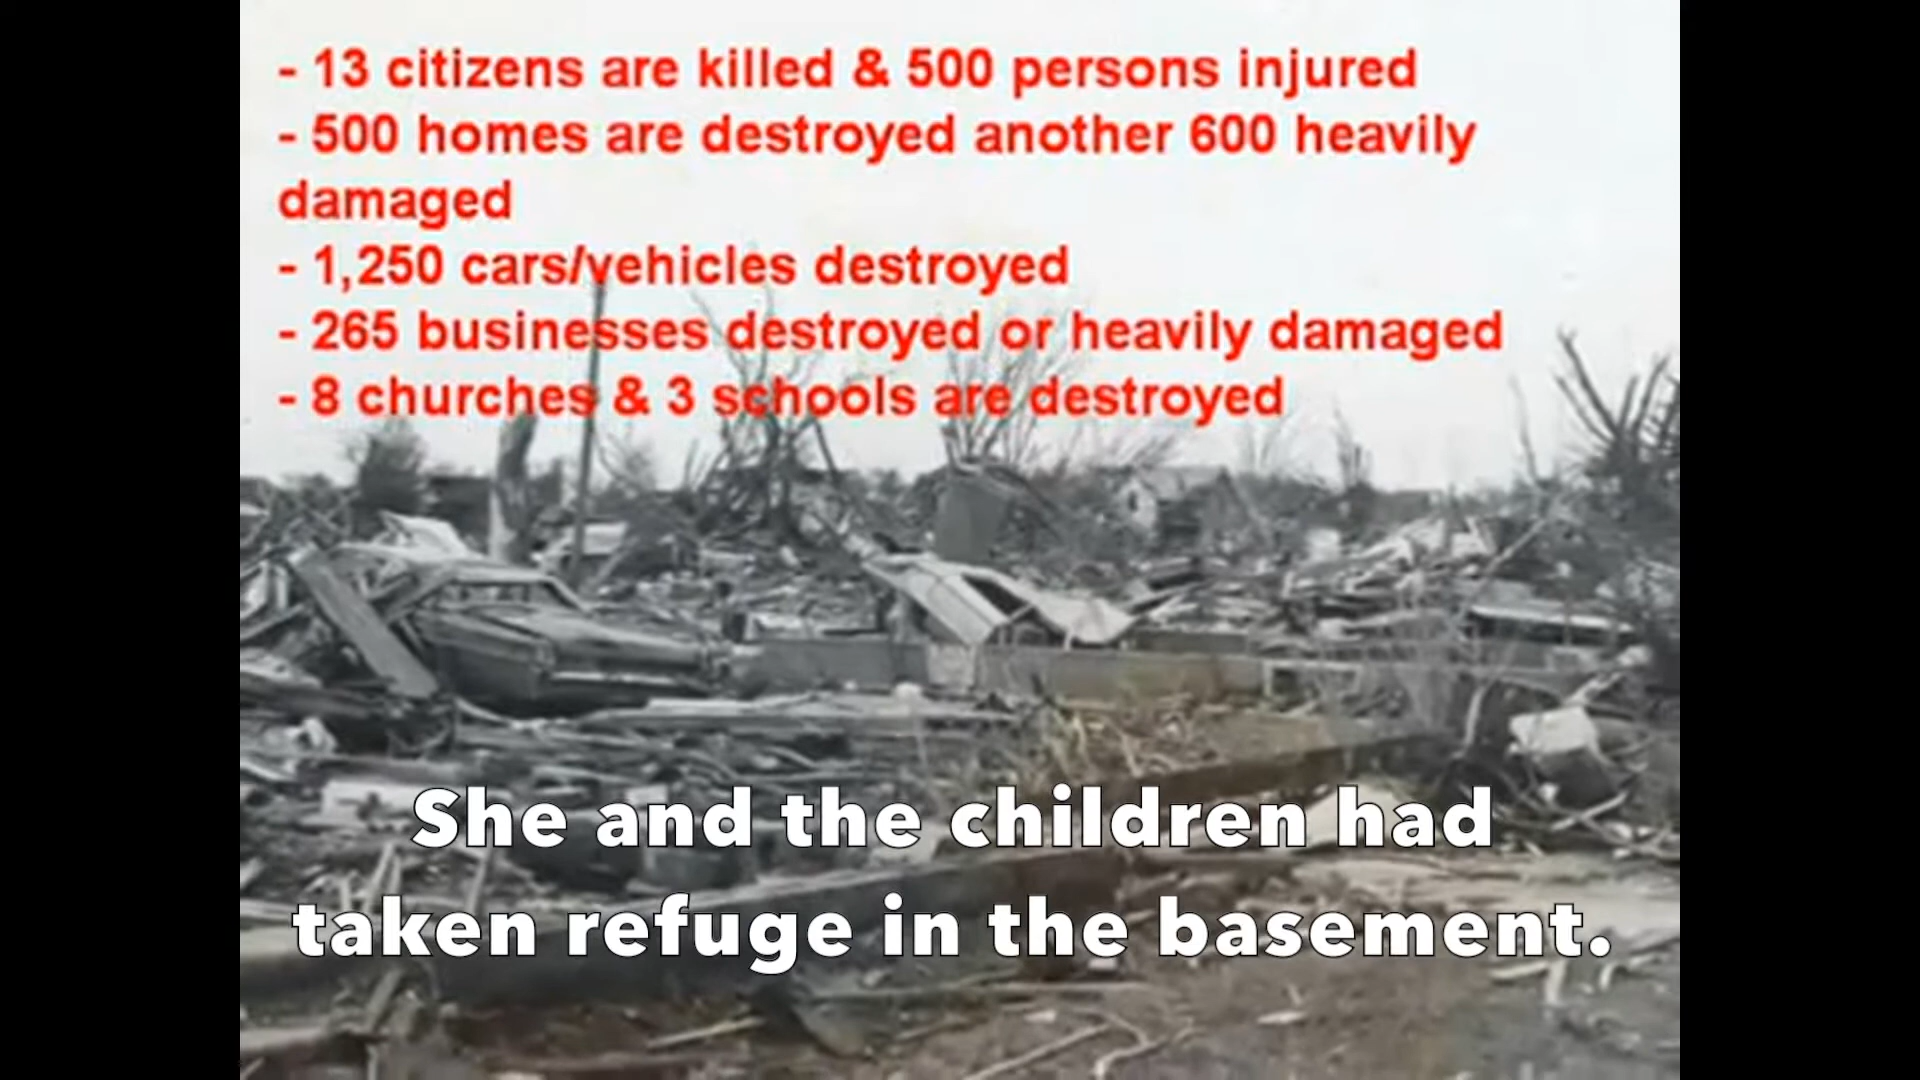 - 13 citizens are killed & 500 persons injured
- 500 homes are destroyed another 600 heavily
damaged
- 1,250 cars/vehicles destroyed
- 265 businesses destroyed or heavily damaged
- 8 churches & 3 schools are destroyed
She and the children had
taken refuge in the basement.